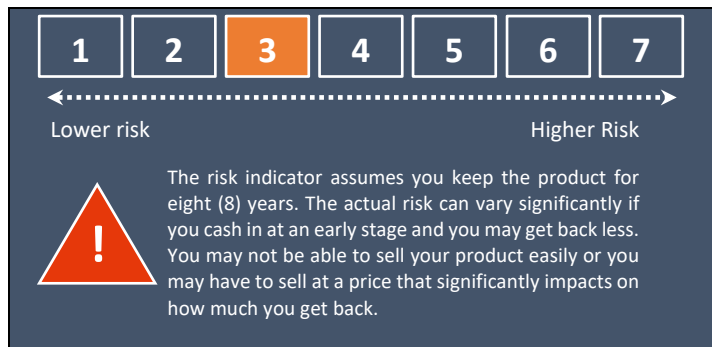 1 2 3 4 5 6 7
Lower risk Higher Risk
The risk indicator assumes you keep the product for
eight (8) years. The actual risk can vary significantly if
you cash in at an early stage and you may get back less.
You may not be able to sell your product easily or you
may have to sell at a price that significantly impacts on
how much you get back.
!